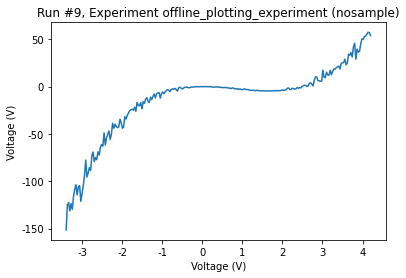 Run #9, Experiment offline_plotting_experiment (nosample)
Voltage (V)
50
0
-50
-100
-150
-3 -2 -1 0 1 2 3 4
Voltage (V)